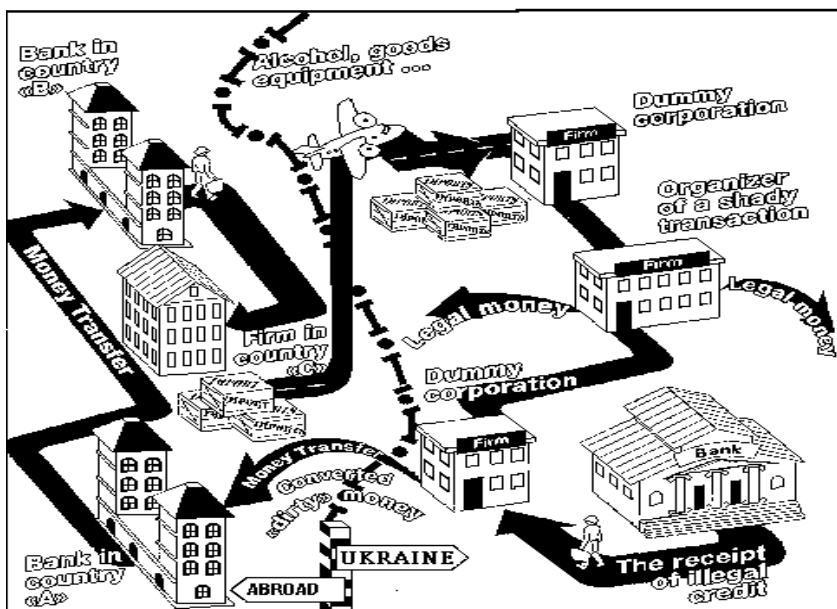 Bank in
country
«B»
Alcohol, goods
equipment ...
Dummy
corporation
Firm
Organizer
of a shady
transaction
Firm
Legal money
Legal money
Money Transfer
Firm in
country
«C»
Dummy
corporation
Firm
Bank
Money Transfer
Converted
«dirty» money
Bank in
country
«A»
UKRAINE
ABROAD
The receipt
of illegal
credit